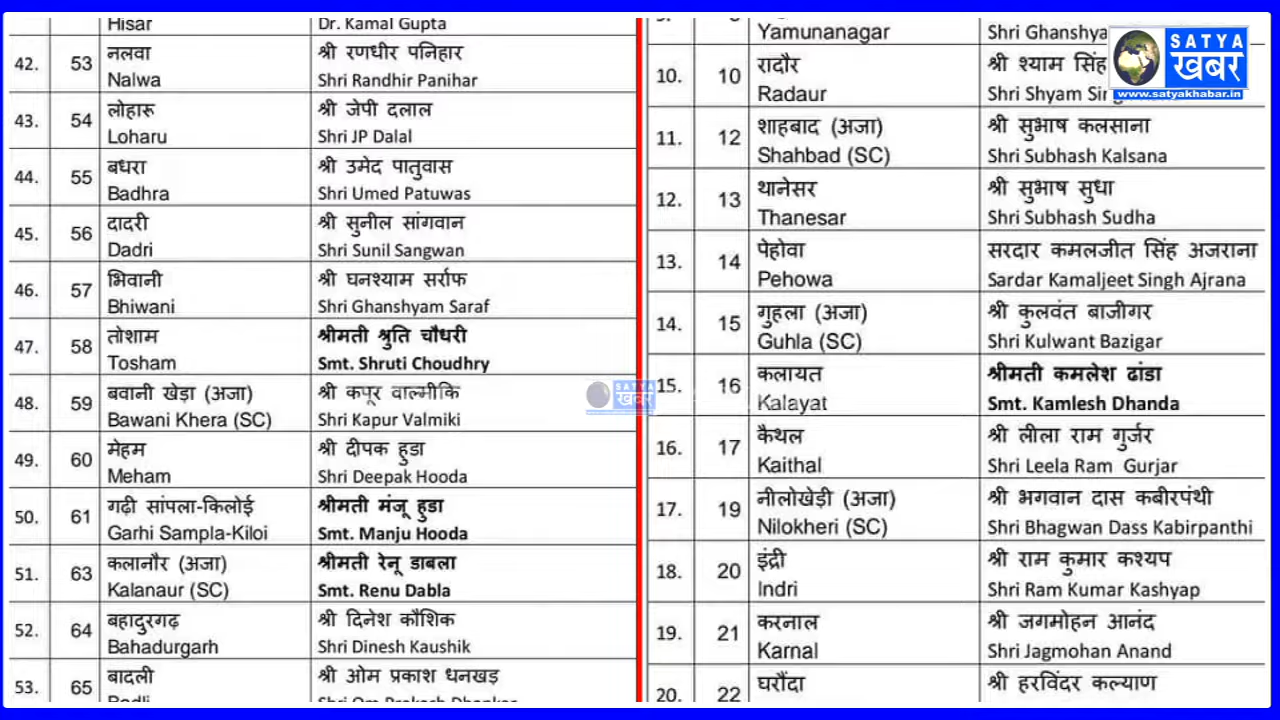 Hisar
Dr. Kamal Gupta
42. 53 नलवा श्री रणधीर पनिहार
Nalwa Shri Randhir Panihar
43. 54 लोहारू श्री जेपी दलाल
Loharu Shri JP Dalal
44. 55 बधरा श्री उमेद पातुवास
Badhra Shri Umed Patuwas
45. 56 दादरी श्री सुनील सांगवान
Dadri Shri Sunil Sangwan
46. 57 भिवानी श्री घनश्याम सर्राफ
Bhiwani Shri Ghanshyam Saraf
47. 58 तोशाम श्रीमती श्रुति चौधरी
Tosham Smt. Shruti Choudhry
48. 59 बवानी खेड़ा (अजा) श्री कपूर वाल्मीकि
Bawani Khera (SC) Shri Kapur Valmiki
49. 60 मेहम श्री दीपक हुडा
Meham Shri Deepak Hooda
50. 61 गढ़ी सांपला-किलोई श्रीमती मंजू हुडा
Garhi Sampla-Kiloi Smt. Manju Hooda
51. 63 कलानौर (अजा) श्रीमती रेनू डाबला
Kalanaur (SC) Smt. Renu Dabla
52. 64 बहादुरगढ़ श्री दिनेश कौशिक
Bahadurgarh Shri Dinesh Kaushik
53. 65 बादली श्री ओम प्रकाश धनखड़
Yamunanagar Shri
10. 10 रादौर श्री श्याम सिंह
Radaur Shri Shyam
11. 12 शाहबाद (अजा) श्री सुभाष कलसाना
Shahbad (SC) Shri Subhash Kalsana
12. 13 थानेसर श्री सुभाष सुधा
Thanesar Shri Subhash Sudha
13. 14 पेहोवा सरदार कमलजीत सिंह अजराना
Pehowa Sardar Kamaljeet Singh Ajrana
14. 15 गुहला (अजा) श्री कुलवंत बाजीगर
Guhla (SC) Shri Kulwant Bazigar
15. 16 कलायत श्रीमती कमलेश ढांडा
Kalayat Smt. Kamlesh Dhanda
16. 17 कैथल श्री लीला राम गुर्जर
Kaithal Shri Leela Ram Gurjar
17. 19 नीलोखेड़ी (अजा) श्री भगवान दास कबीरपंथी
Nilokheri (SC) Shri Bhagwan Dass Kabirpanthi
18. 20 इंद्री श्री राम कुमार कश्यप
Indri Shri Ram Kumar Kashyap
19. 21 करनाल श्री जगमोहन आनंद
Karnal Shri Jagmohan Anand
20. 22 घरौंदा श्री हरविंदर कल्याण
SATYA
खबर
www.satyakhabar.in
SATYA
खबर